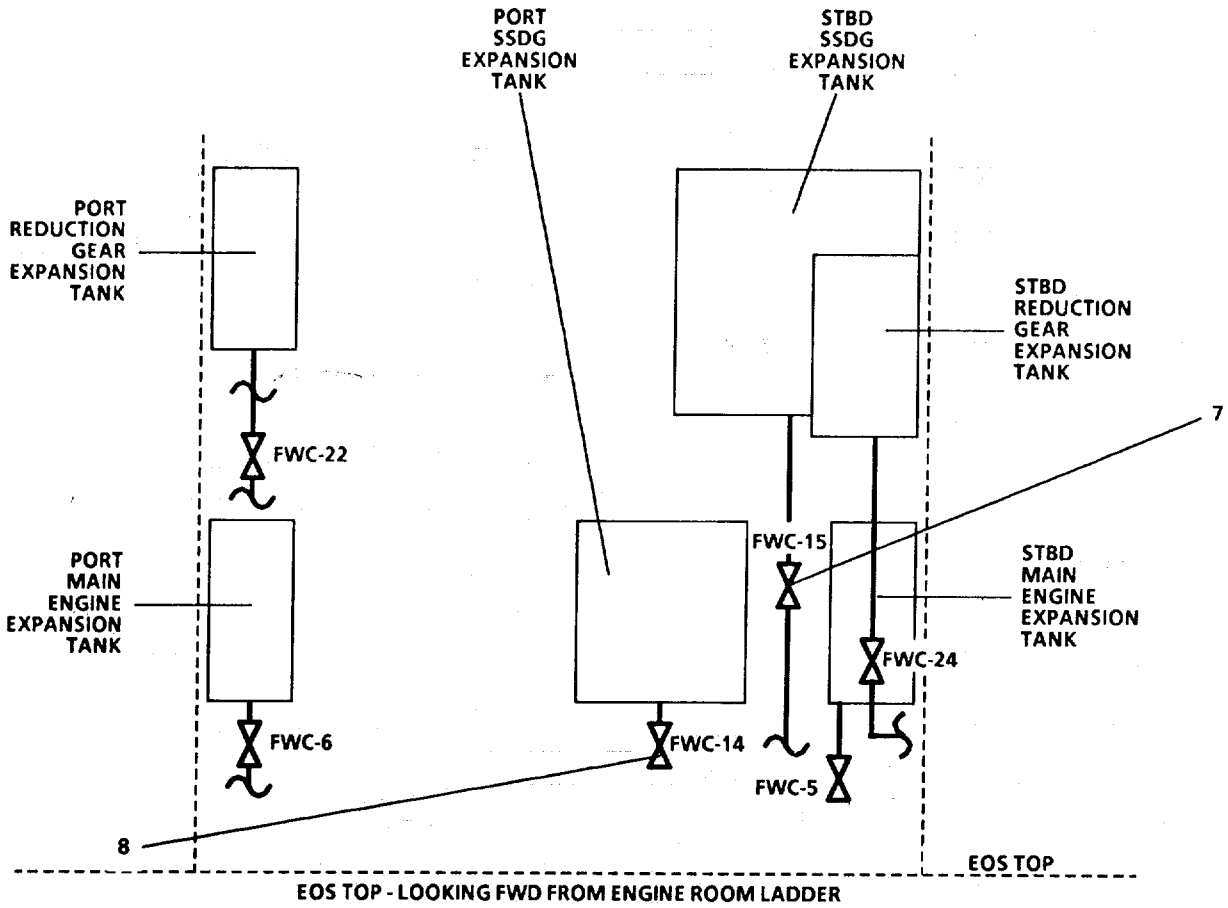 PORT
SSDG
EXPANSION
TANK
STBD
SSDG
EXPANSION
TANK
PORT
REDUCTION
GEAR
EXPANSION
TANK
STBD
REDUCTION
GEAR
EXPANSION
TANK
7
FWC-22
FWC-15
PORT
MAIN
ENGINE
EXPANSION
TANK
STBD
MAIN
ENGINE
EXPANSION
TANK
FWC-24
FWC-6
FWC-14
FWC-5
8
EOS TOP
EOS TOP - LOOKING FWD FROM ENGINE ROOM LADDER